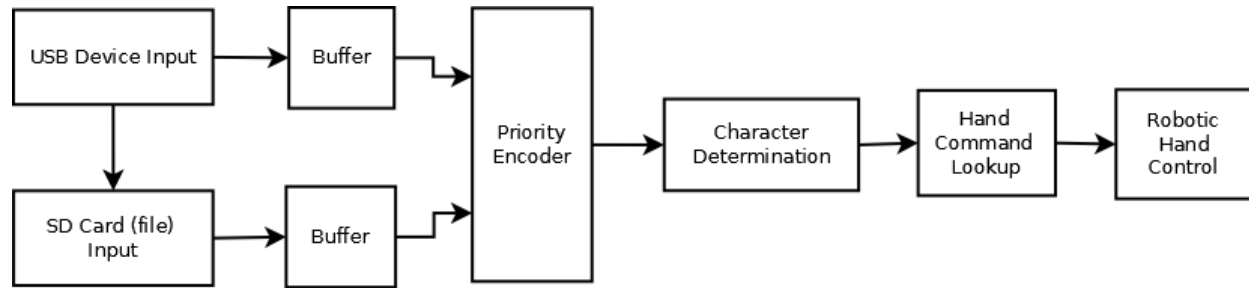 USB Device Input
Buffer
SD Card (file)
Input
Buffer
Priority
Encoder
Character
Determination
Hand
Command
Lookup
Robotic
Hand
Control